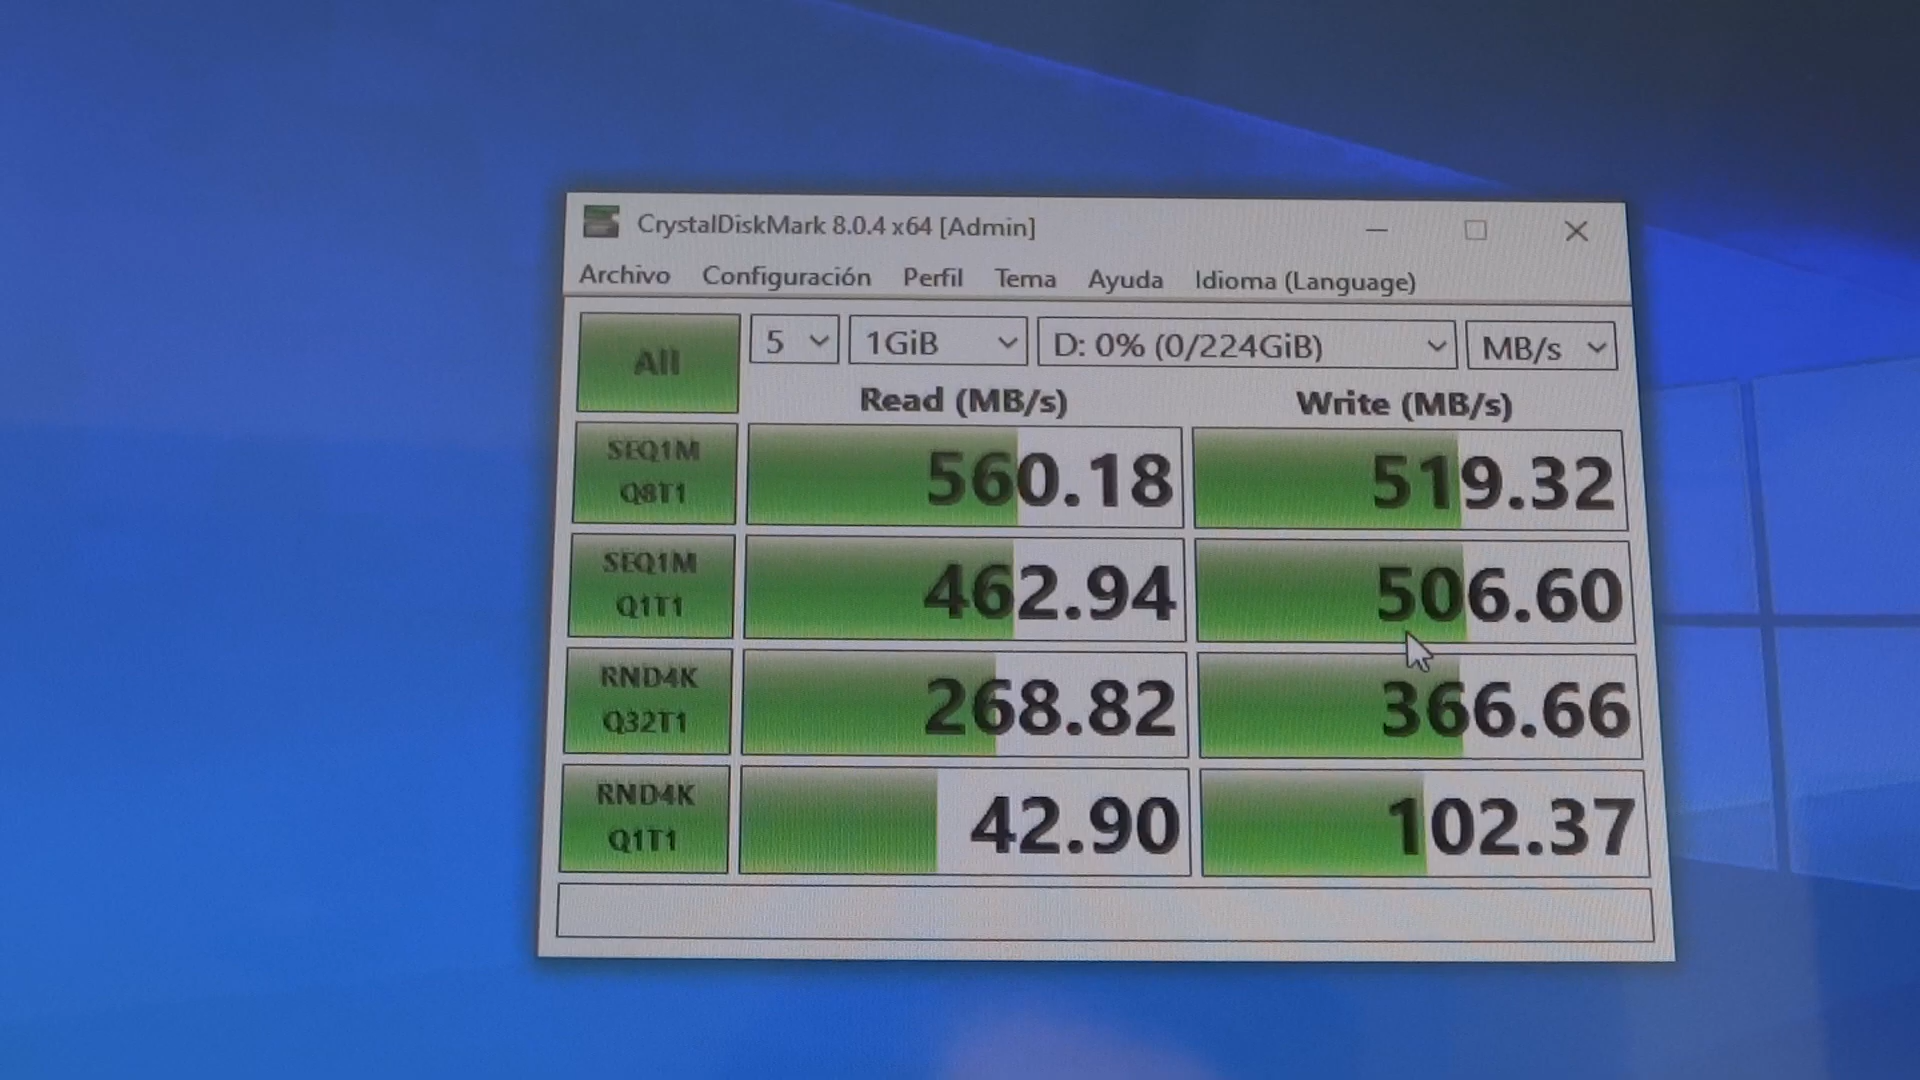 CrystalDiskMark 8.0.4 x64 [Admin]
Archivo Configuración Perfil Tema Ayuda Idioma (Language)
All 5 1GiB D: 0% (0/224GiB) MB/s
Read (MB/s) Write (MB/s)
SEQ1M
Q8T1
560.18 519.32
SEQ1M
Q1T1
462.94 506.60
RND4K
Q32T1
268.82 366.66
RND4K
Q1T1
42.90 102.37